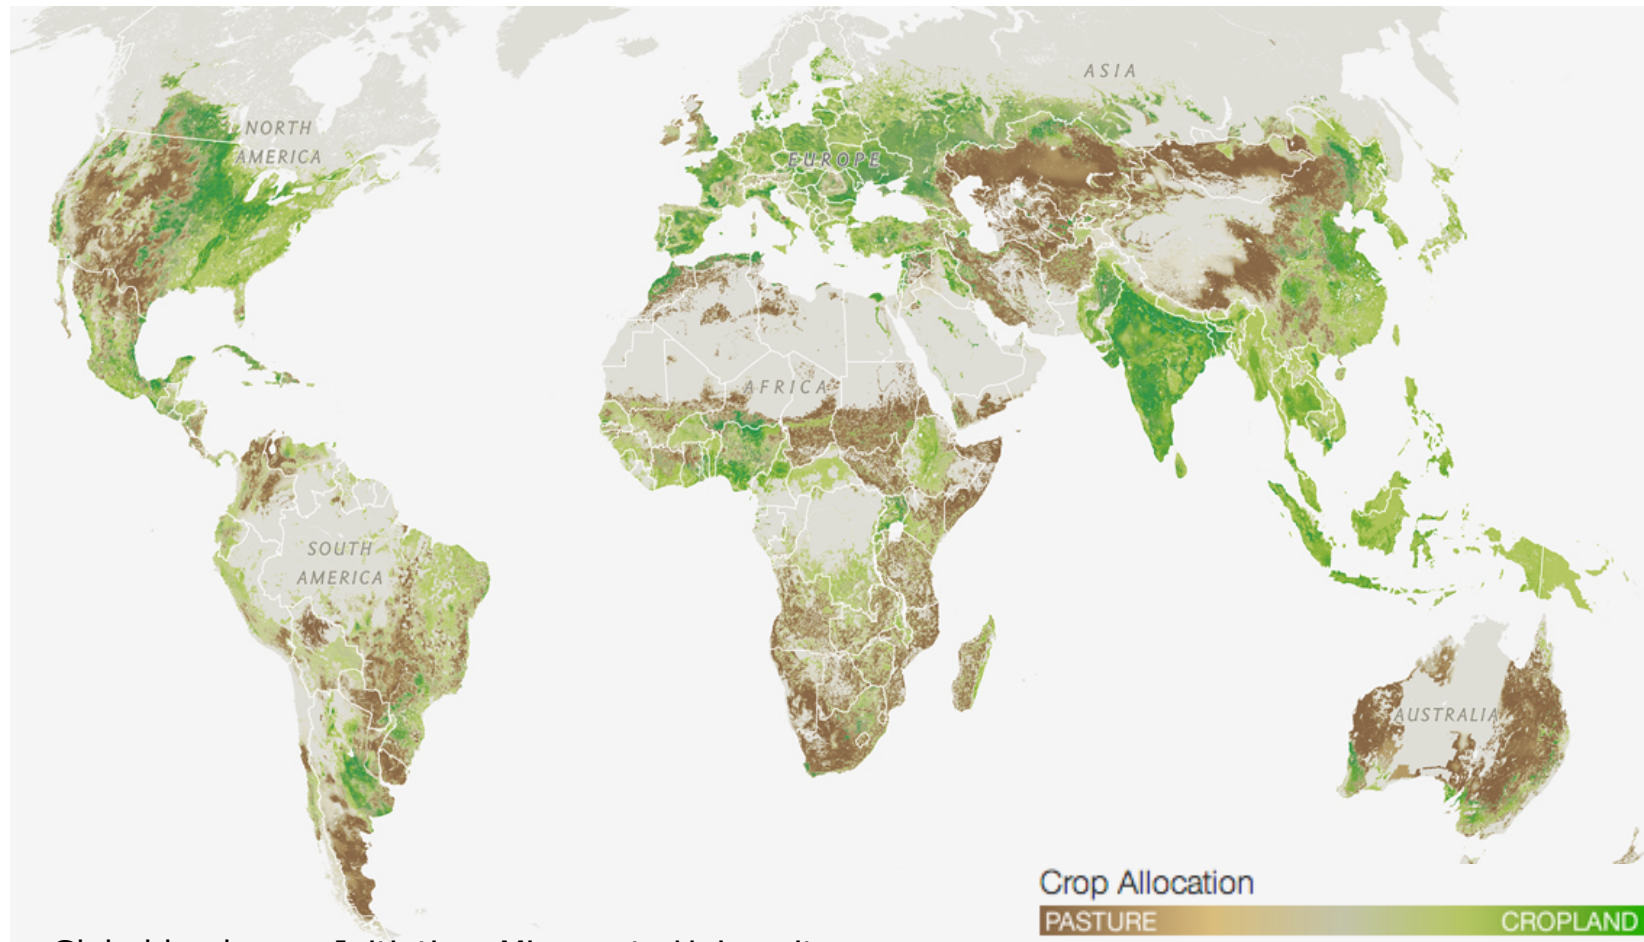 ASIA
NORTH
AMERICA
EUROPE
AFRICA
SOUTH
AMERICA
AUSTRALIA
Crop Allocation
PASTURE
CROPLAND